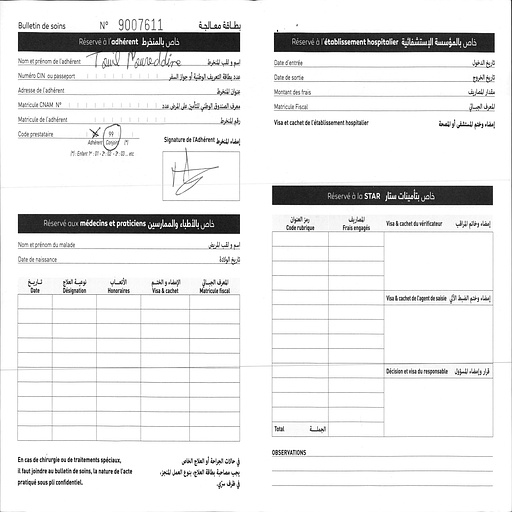 Bulletin de soins N° 9007611 بطاقة معالجة
Réservé à l'adhérent خاص بالمنخرط
Nom et prénom de l'adhérent إسم و لقب المنخرط
Numéro CIN ou passeport عدد بطاقة التعريف الوطنية أو جواز السفر
Adresse de l'adhérent عنوان المنخرط
Matricule CNAM N° معرف الصندوق الوطني للتأمين على المرض عدد
Matricule de l'adhérent رقم المنخرط
Code prestataire 99
Adhérent Conjoint (*)
(*) : Enfant 1er : 01 - 2e : 02 - 3e : 03 ... etc
Signature de l'Adhérent إمضاء المنخرط
Réservé aux médecins et praticiens خاص بالأطباء والممارسين
Nom et prénom du malade إسم و لقب المريض
Date de naissance تاريخ الولادة
تاريخ نوعية العلاج الأتعاب الإمضاء و الختم المعرف الجبائي
Date Désignation Honoraires Visa & cachet Matricule fiscal
En cas de chirurgie ou de traitements spéciaux,
il faut joindre au bulletin de soins, la nature de l'acte
pratiqué sous pli confidentiel.
في حالات الجراحة أو العلاج الخاص
يجب مصاحبة بطاقة العلاج، بنوع العمل المنجز،
في ظرف سري.
Réservé à l'établissement hospitalier خاص بالمؤسسة الإستشفائية
Date d'entrée تاريخ الدخول
Date de sortie تاريخ الخروج
Montant des frais مقدار المصاريف
Matricule Fiscal المعرف الجبائي
Visa et cachet de l'établissement hospitalier إمضاء وختم المستشفى أو المصحة
Réservé à la STAR خاص بتأمينات ستار
رمز العنوان المصاريف
Code rubrique Frais engagés
Visa & cachet du vérificateur إمضاء وخاتم المراقب
Visa & cachet de l'agent de saisie إمضاء وختم الضبط الآلي
Décision et visa du responsable قرار وإمضاء المسؤول
Total الجملة
OBSERVATIONS